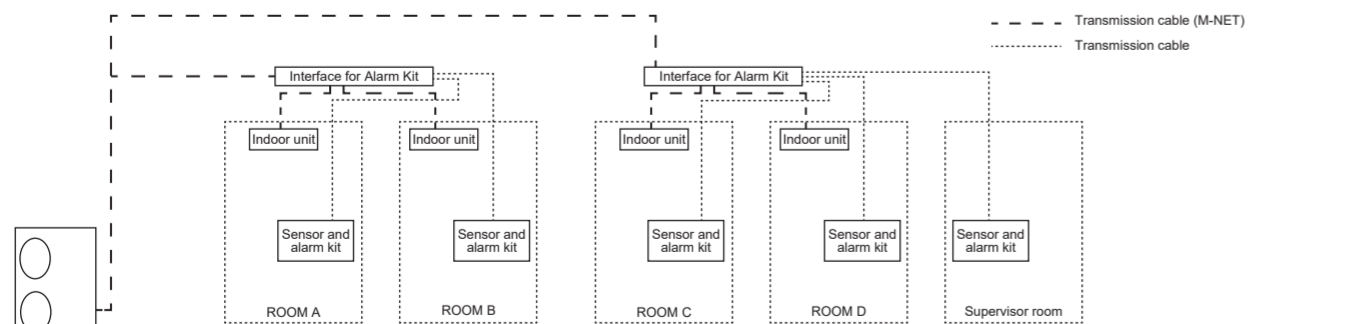 Transmission cable (M-NET)
Transmission cable
Interface for Alarm Kit
Interface for Alarm Kit
Indoor unit
Indoor unit
Indoor unit
Indoor unit
Sensor and
alarm kit
Sensor and
alarm kit
Sensor and
alarm kit
Sensor and
alarm kit
Sensor and
alarm kit
ROOM A
ROOM B
ROOM C
ROOM D
Supervisor room